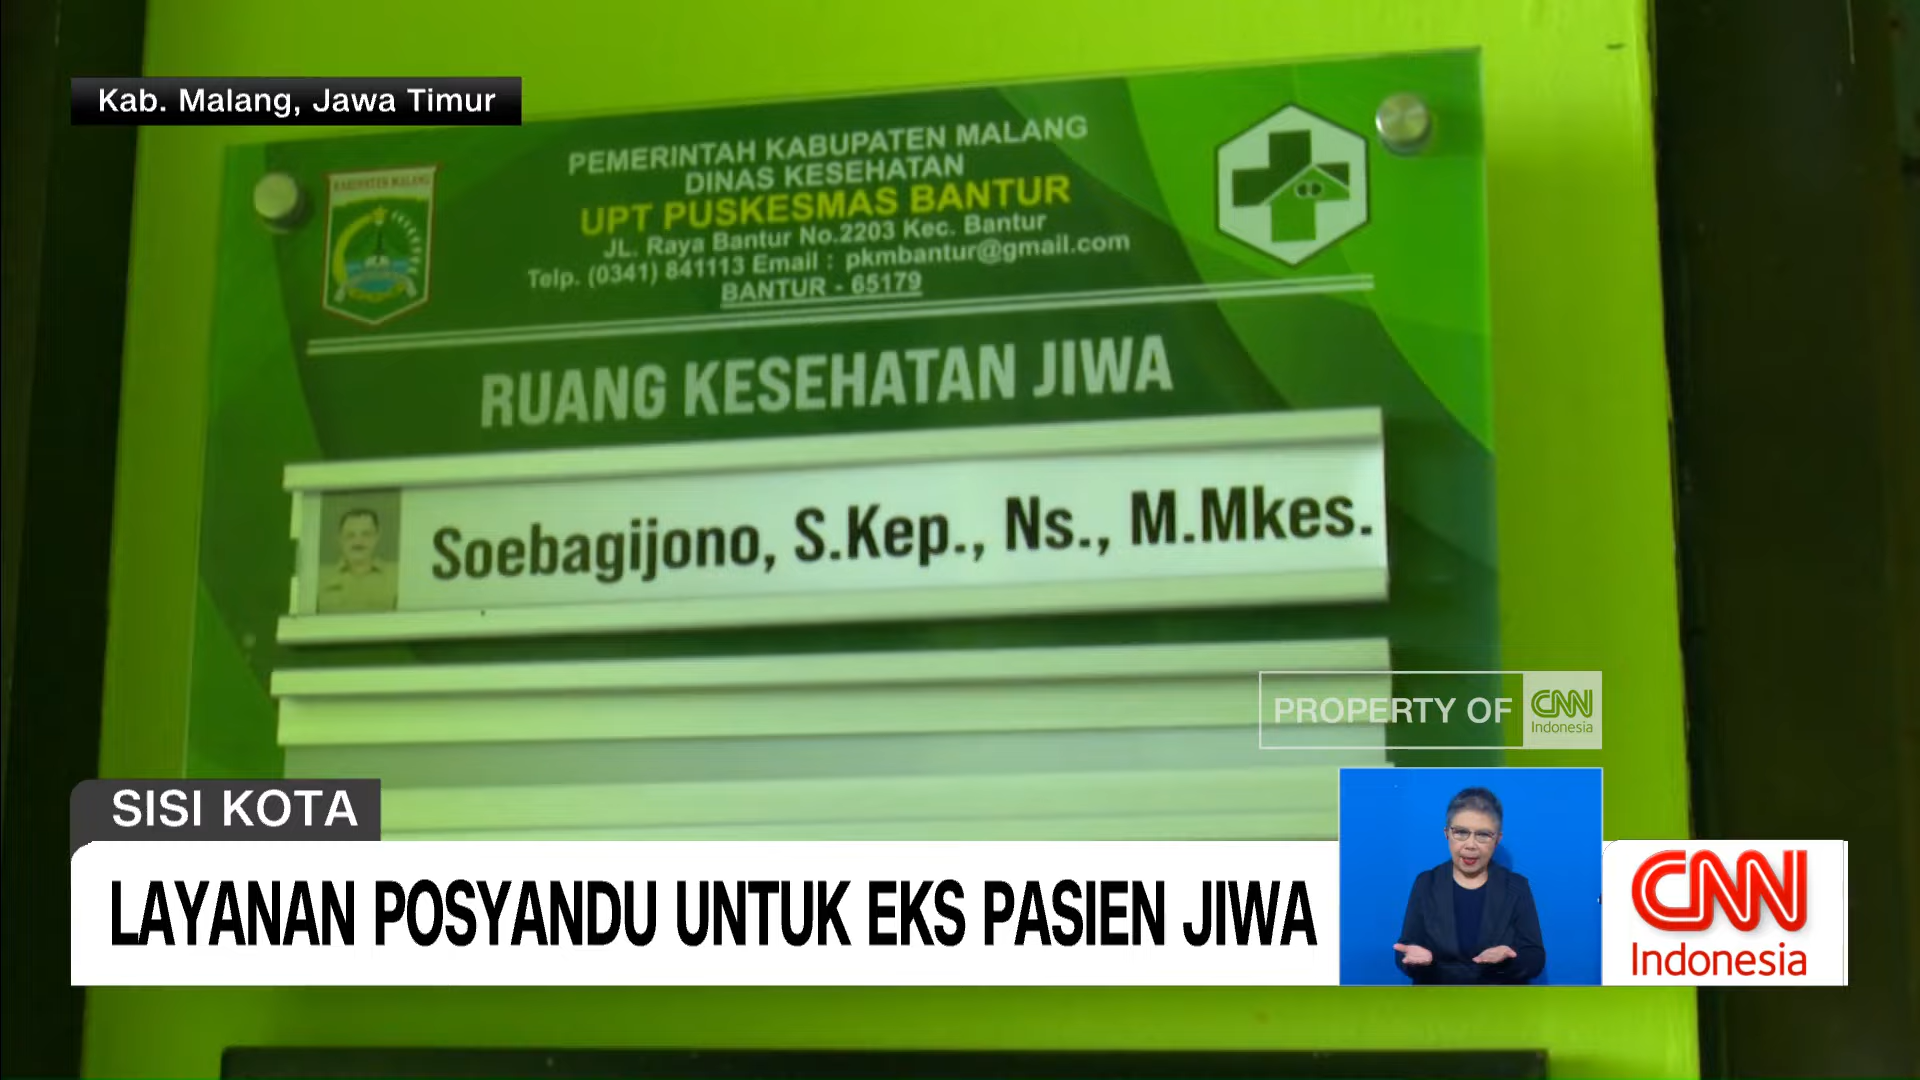 Kab. Malang, Jawa Timur
KABUPATEN MALANG
PEMERINTAH KABUPATEN MALANG
DINAS KESEHATAN
UPT PUSKESMAS BANTUR
JL. Raya Bantur No.2203 Kec. Bantur
Telp. (0341) 841113 Email : pkmbantur@gmail.com
BANTUR - 65179
RUANG KESEHATAN JIWA
Soebagijono, S.Kep., Ns., M.Mkes.
PROPERTY OF CNN Indonesia
SISI KOTA
LAYANAN POSYANDU UNTUK EKS PASIEN JIWA
CNN
Indonesia